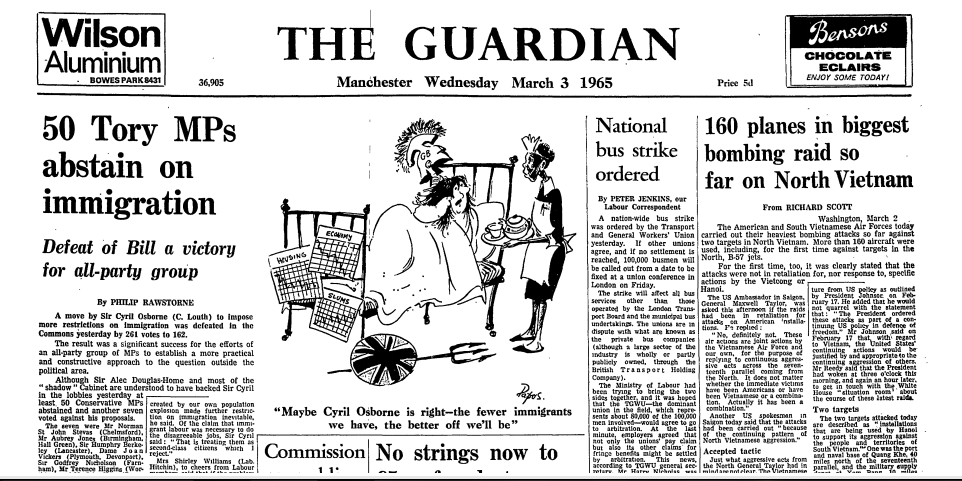 Wilson
Aluminium
BOWES PARK 8431
THE GUARDIAN
36,905
Manchester Wednesday March 3 1965
Price 5d
Bensons
CHOCOLATE
ECLAIRS
ENJOY SOME TODAY!
50 Tory MPs
abstain on
immigration
Defeat of Bill a victory
for all-party group
By PHILIP RAWSTORNE
A move by Sir Cyril Osborne (C. Louth) to impose
more restrictions on immigration was defeated in the
Commons yesterday by 261 votes to 162.
The result was a significant success for the efforts of
an all-party group of MPs to establish a more practical
and constructive approach to the question outside the
political area.
Although Sir Alec Douglas-Home and most of the
"shadow" Cabinet are understood to have backed Sir Cyril
in the lobbies yesterday at
least 50 Conservative MPs
abstained and another seven
voted against his proposals.
The seven were Mr Norman
St John Stevas (Chelmsford),
Mr Aubrey Jones (Birmingham,
Hall Green), Sir Humphry Berke-
ley (Lancaster), Dame Joan
Vickers (Plymouth, Devonport),
Sir Godfrey Nicholson (Farn-
ham), Mr Terence Higgins (Wor-
created by our own population
explosion made further restric-
tion on immigration inevitable,
he said. Of the claim that immi-
grant labour was necessary to do
the disagreeable jobs, Sir Cyril
said: "That is treating them as
second-class citizens which I
reject."
Mrs Shirley Williams (Lab.
Hitchin), to cheers from Labour
GB
HOUSING
ECONOMY
SLUMS
Papas.
"Maybe Cyril Osborne is right—the fewer immigrants
we have, the better off we'll be"
Commission
No strings now to
National
bus strike
ordered
By PETER JENKINS, our
Labour Correspondent
A nation-wide bus strike
was ordered by the Transport
and General Workers' Union
yesterday. If other unions
agree, and if no settlement is
reached, 100,000 busmen will
be called out from a date to be
fixed at a union conference in
London on Friday.
The strike will affect all bus
services other than those
operated by the London Trans-
port Board and the municipal bus
undertakings. The unions are in
dispute with what are known as
the private bus companies
(although a large sector of the
industry is wholly or partly
publicly owned, through the
British Transport Holding
Company).
The Ministry of Labour had
been trying to bring the two
sides together, and it was hoped
that the TGWU—the dominant
union in the field, which repre-
sents about 80,000 of the 100,000
men involved—would agree to go
to arbitration. At the last
minute, employers agreed that
not only the unions' pay claim
but also its other claims for
fringe benefits might be settled
by arbitration. This news,
according to TGWU general sec-
retary, Mr Harry Nicholas, was
160 planes in biggest
bombing raid so
far on North Vietnam
From RICHARD SCOTT
Washington, March 2
The American and South Vietnamese Air Forces today
carried out their heaviest bombing attacks so far against
two targets in North Vietnam. More than 160 aircraft were
used, including, for the first time against targets in the
North, B-57 jets.
For the first time, too, it was clearly stated that the
attacks were not in retaliation for, nor response to, specific
actions by the Vietcong or
Hanoi.
The US Ambassador in Saigon,
General Maxwell Taylor, was
asked this afternoon if the raids
had been in retaliation for
attacks on American installa-
tions. He replied:
"No, definitely not. These
air actions are joint actions by
the Vietnamese Air Force and
our own, for the purpose of
replying to continuous aggres-
sive acts across the seven-
teenth parallel coming from
the North. It does not matter
whether the immediate victims
have been Americans or have
been Vietnamese or a combina-
tion. Actually it has been a
combination."
Another US spokesman in
Saigon today said that the attacks
had been carried out "because
of the continuing pattern of
North Vietnamese aggression."
Accepted tactic
Just what aggressive acts from
the North General Taylor had in
ture from US policy as outlined
by President Johnson on Feb-
ruary 17. He added that he would
not quarrel with the statement
that: "The President ordered
these attacks as part of a con-
tinuing US policy in defence of
freedom." Mr Johnson said on
February 17 that, with regard
to Vietnam, the United States'
continuing actions would be
justified by and appropriate to the
continuing aggression of others.
Mr Reedy said that the President
had woken at three o'clock this
morning, and again an hour later,
to get in touch with the White
House "situation room" about
the course of these latest raids.
Two targets
The two targets attacked today
are described as "installations
that are being used by Hanoi
to support its aggression against
the people and territories of
South Vietnam." One was the port
and naval base of Quang Khe, 40
miles north of the seventeenth
parallel, and the military supply